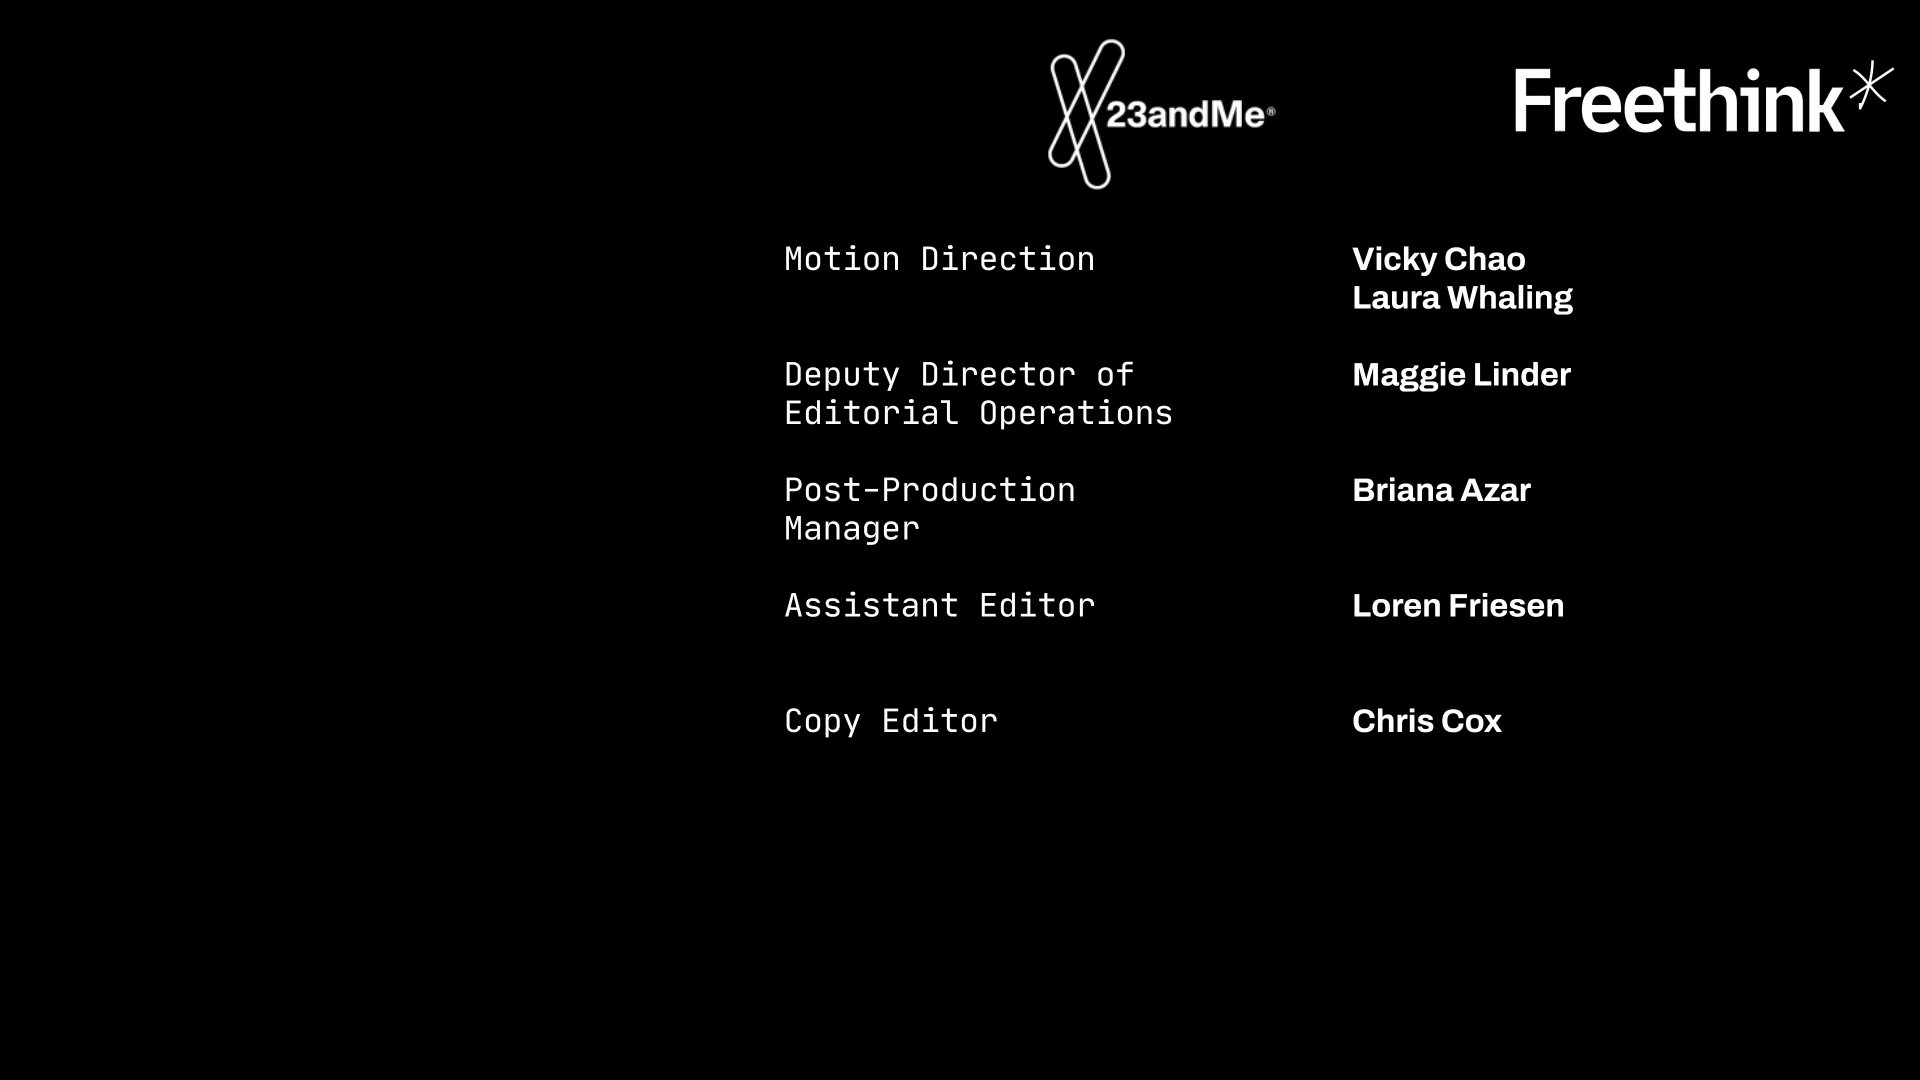 23andMe®
Freethink*
Motion Direction
Vicky Chao
Laura Whaling
Deputy Director of
Editorial Operations
Maggie Linder
Post-Production
Manager
Briana Azar
Assistant Editor
Loren Friesen
Copy Editor
Chris Cox